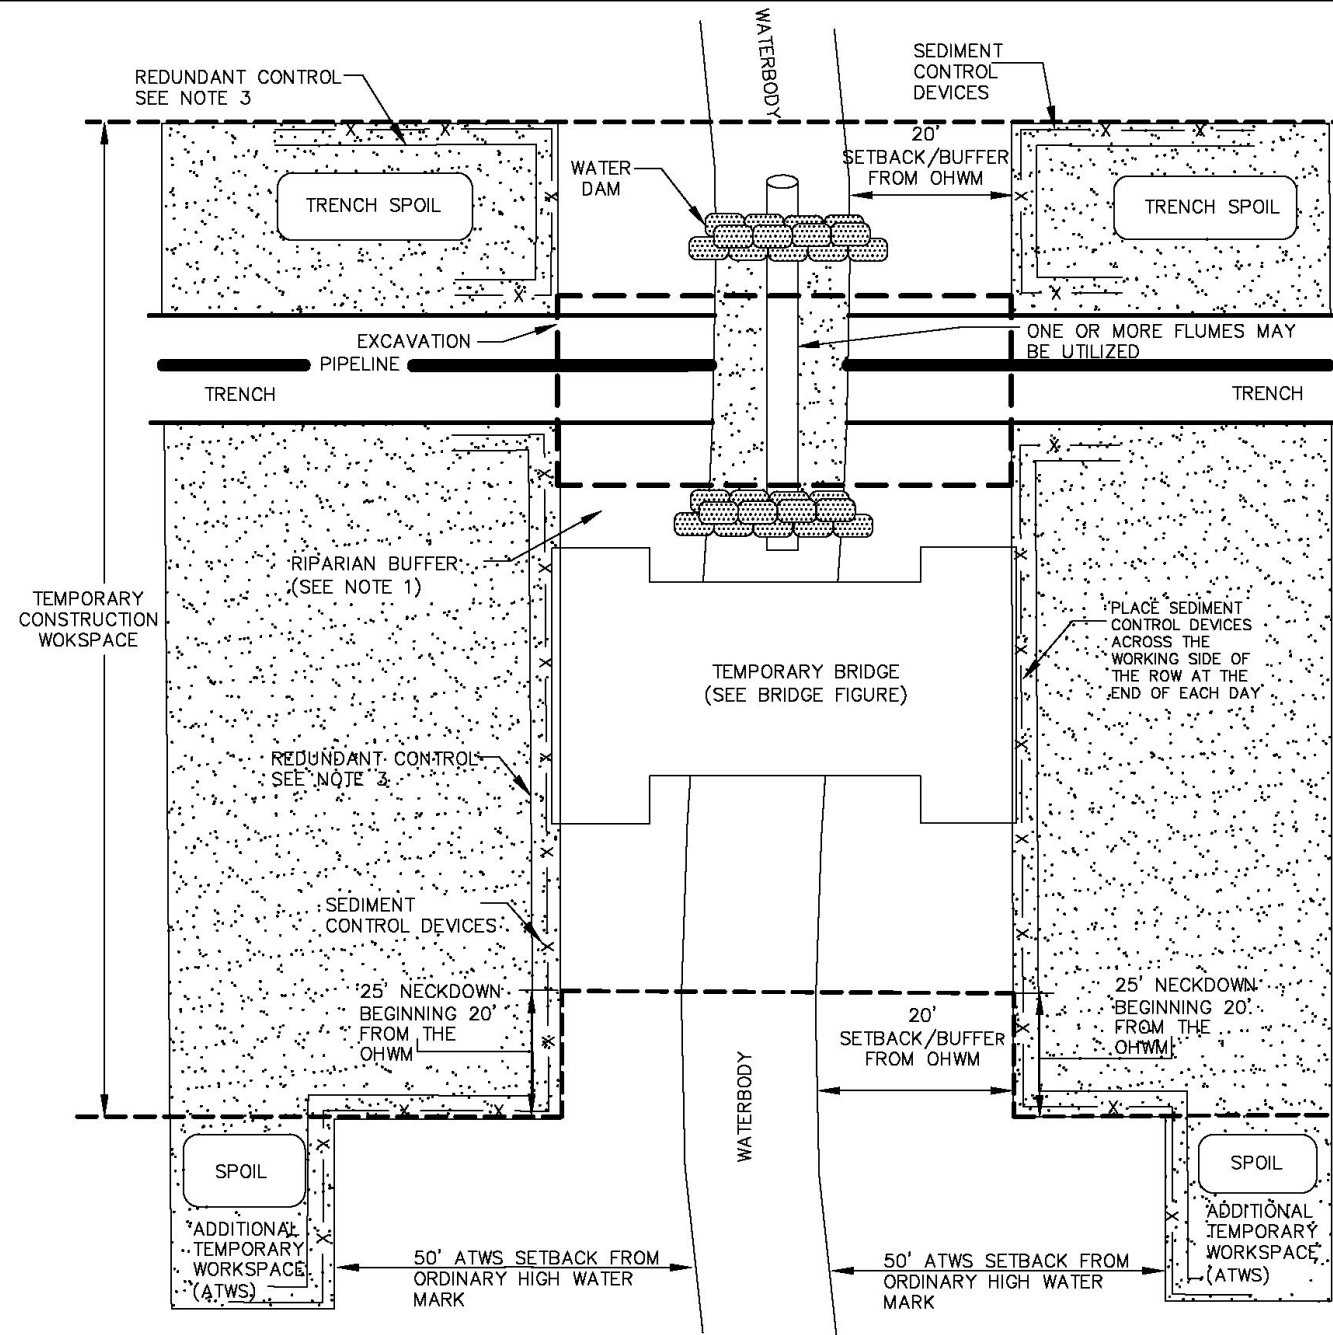 WATERBODY
SEDIMENT
CONTROL
DEVICES
REDUNDANT CONTROL
SEE NOTE 3
20'
SETBACK/BUFFER
FROM OHWM
WATER
DAM
TRENCH SPOIL
TRENCH SPOIL
EXCAVATION
ONE OR MORE FLUMES MAY
BE UTILIZED
PIPELINE
TRENCH
TRENCH
RIPARIAN BUFFER
(SEE NOTE 1)
TEMPORARY
CONSTRUCTION
WOKSPACE
PLACE SEDIMENT
CONTROL DEVICES
ACROSS THE
WORKING SIDE OF
THE ROW AT THE
END OF EACH DAY
TEMPORARY BRIDGE
(SEE BRIDGE FIGURE)
REDUNDANT CONTROL
SEE NOTE 3
SEDIMENT
CONTROL DEVICES
25' NECKDOWN
BEGINNING 20'
FROM THE
OHWM
20'
SETBACK/BUFFER
FROM OHWM
25' NECKDOWN
BEGINNING 20'
FROM THE
OHWM
WATERBODY
SPOIL
SPOIL
ADDITIONAL
TEMPORARY
WORKSPACE
(ATWS)
50' ATWS SETBACK FROM
ORDINARY HIGH WATER
MARK
50' ATWS SETBACK FROM
ORDINARY HIGH WATER
MARK
ADDITIONAL
TEMPORARY
WORKSPACE
(ATWS)